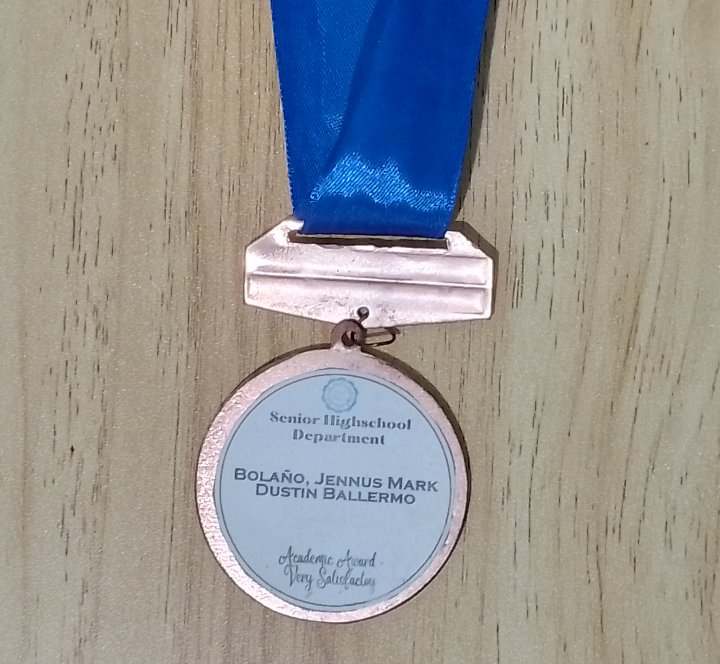 Senior Highschool
Department
BOLAÑO, JENNUS MARK
DUSTIN BALLERMO
Academic Award
Very Satisfactory